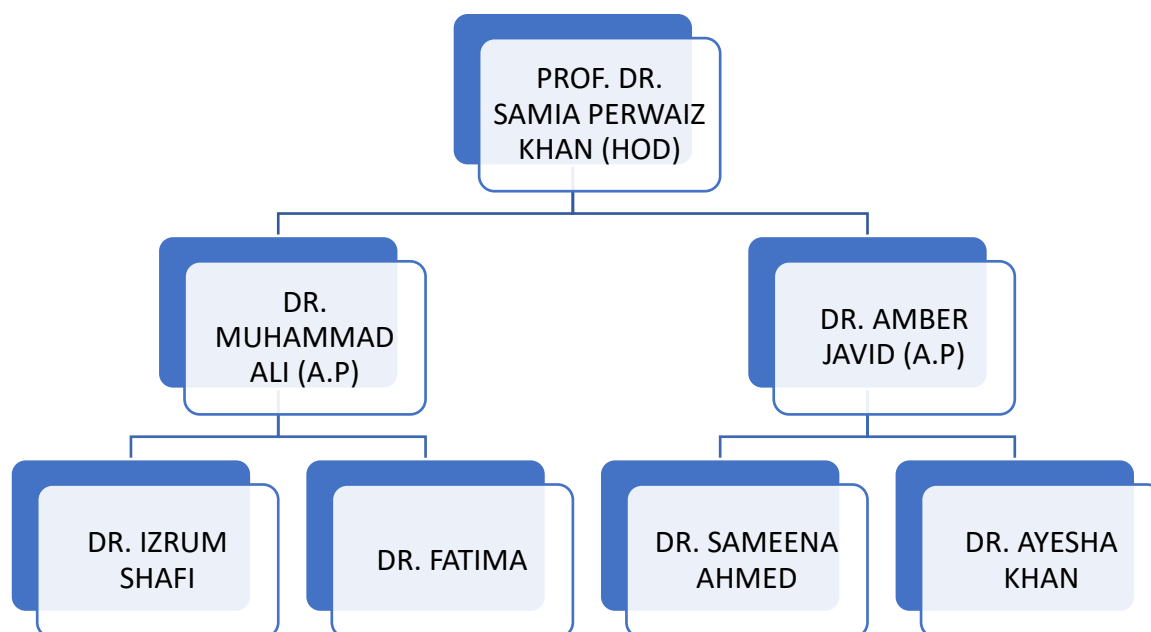 PROF. DR.
SAMIA PERWAIZ
KHAN (HOD)
DR.
MUHAMMAD
ALI (A.P)
DR. AMBER
JAVID (A.P)
DR. IZRUM
SHAFI
DR. FATIMA
DR. SAMEENA
AHMED
DR. AYESHA
KHAN